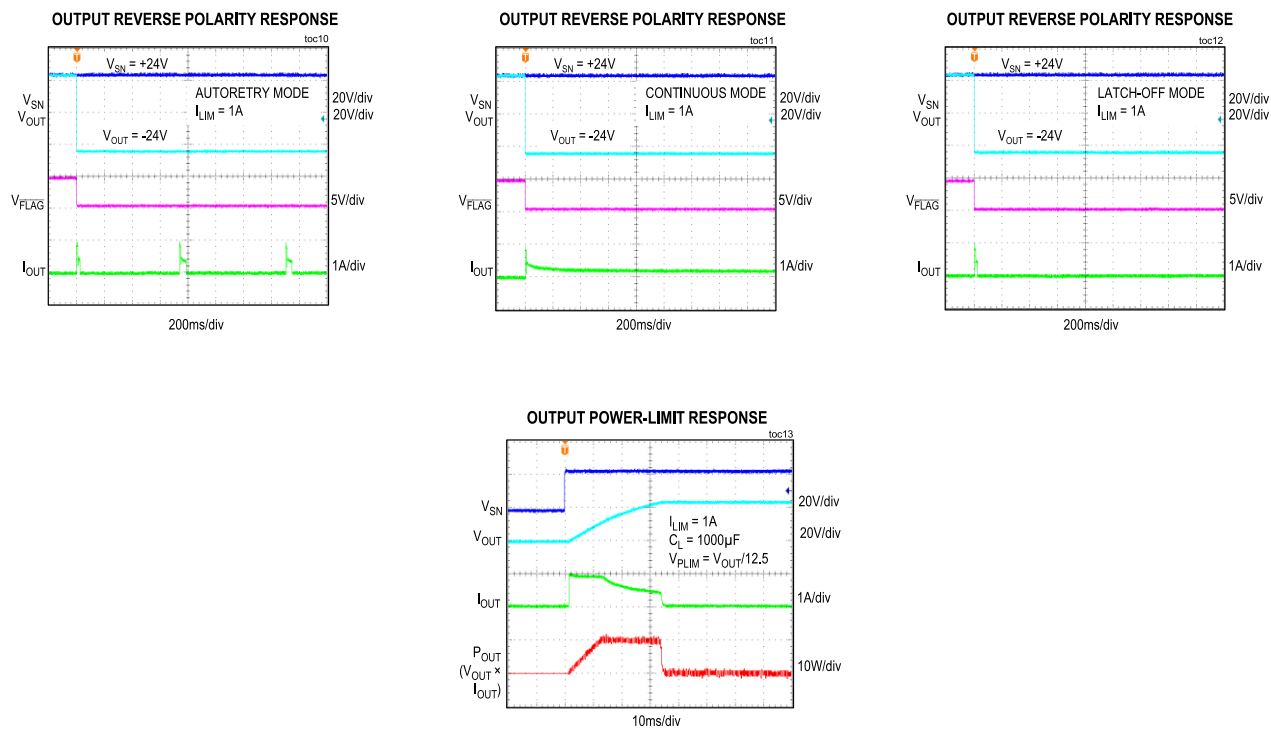 OUTPUT REVERSE POLARITY RESPONSE
toc10
T
VSN = +24V
AUTORETRY MODE
ILIM = 1A
VSN
VOUT
20V/div
20V/div
VOUT = -24V
VFLAG
5V/div
IOUT
1A/div
200ms/div
OUTPUT REVERSE POLARITY RESPONSE
toc11
T
VSN = +24V
CONTINUOUS MODE
ILIM = 1A
VSN
VOUT
20V/div
20V/div
VOUT = -24V
VFLAG
5V/div
IOUT
1A/div
200ms/div
OUTPUT REVERSE POLARITY RESPONSE
toc12
T
VSN = +24V
LATCH-OFF MODE
ILIM = 1A
VSN
VOUT
20V/div
20V/div
VOUT = -24V
VFLAG
5V/div
IOUT
1A/div
200ms/div
OUTPUT POWER-LIMIT RESPONSE
toc13
T
VSN
20V/div
VOUT
20V/div
ILIM = 1A
CL = 1000µF
VPLIM = VOUT/12.5
IOUT
1A/div
POUT
(VOUT ×
IOUT)
10W/div
10ms/div